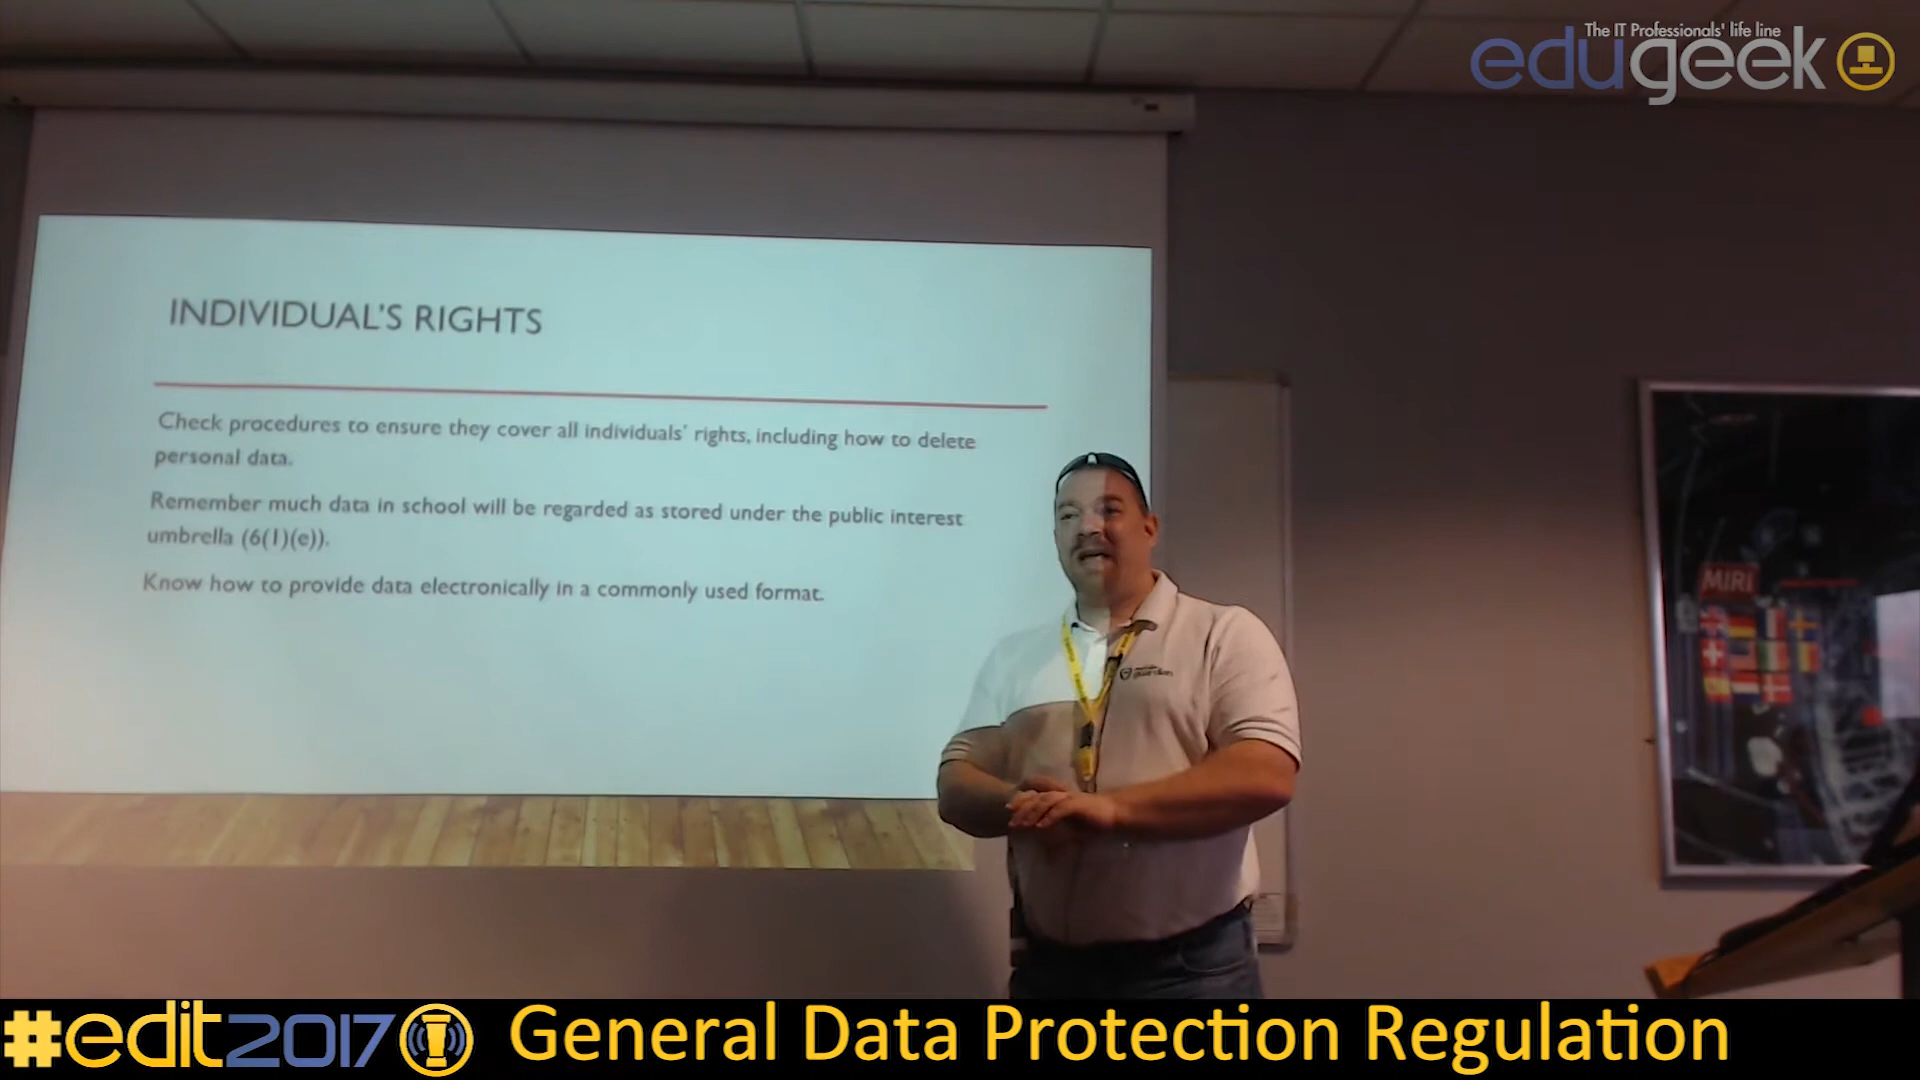 The IT Professionals' life line
edugeek
INDIVIDUAL'S RIGHTS
Check procedures to ensure they cover all individuals' rights, including how to delete
personal data.
Remember much data in school will be regarded as stored under the public interest
umbrella (6(1)(e)).
Know how to provide data electronically in a commonly used format.
guardian
MIRI
#edit2017 General Data Protection Regulation